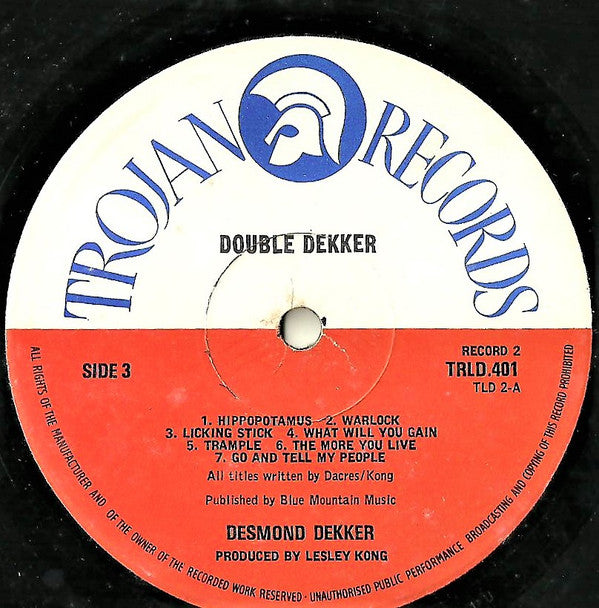 TROJAN RECORDS
DOUBLE DEKKER
SIDE 3
RECORD 2
TRLD.401
TLD 2-A
1. HIPPOPOTAMUS 2. WARLOCK
3. LICKING STICK 4. WHAT WILL YOU GAIN
5. TRAMPLE 6. THE MORE YOU LIVE
7. GO AND TELL MY PEOPLE
All titles written by Dacres/Kong
Published by Blue Mountain Music
DESMOND DEKKER
PRODUCED BY LESLEY KONG
ALL RIGHTS OF THE MANUFACTURER AND OF THE OWNER OF THE RECORDED WORK RESERVED - UNAUTHORISED PUBLIC PERFORMANCE BROADCASTING AND COPYING OF THIS RECORD PROHIBITED